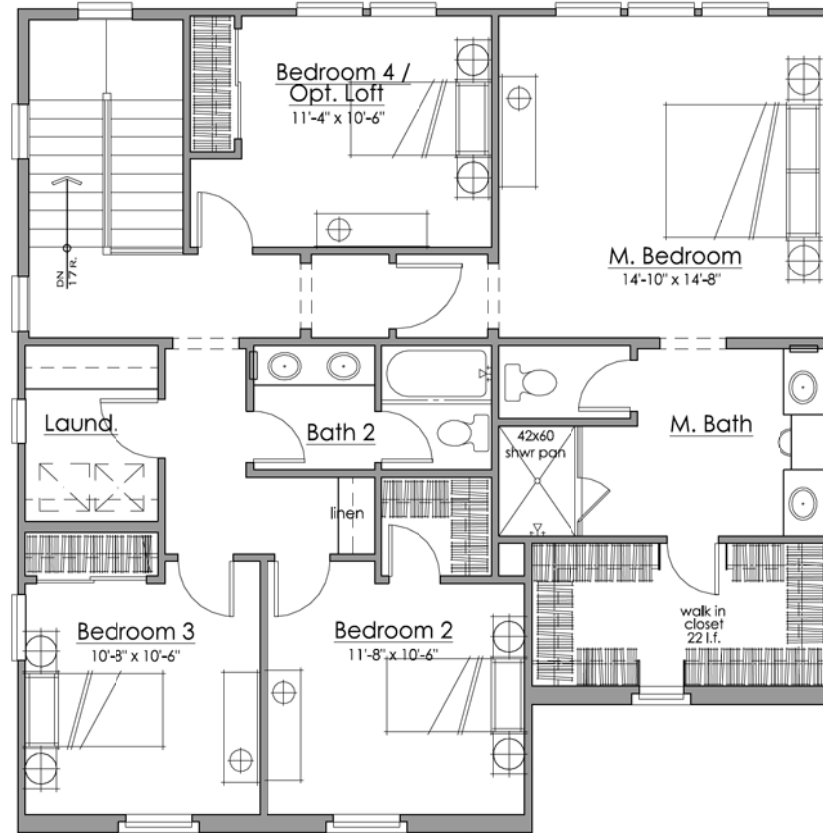 Bedroom 4 /
Opt. Loft
11'-4" x 10'-6"
M. Bedroom
14'-10" x 14'-8"
DN
17 R.
Laund.
Bath 2
M. Bath
42x60
shwr pan
linen
walk in
closet
22 l.f.
Bedroom 3
10'-8" x 10'-6"
Bedroom 2
11'-8" x 10'-6"